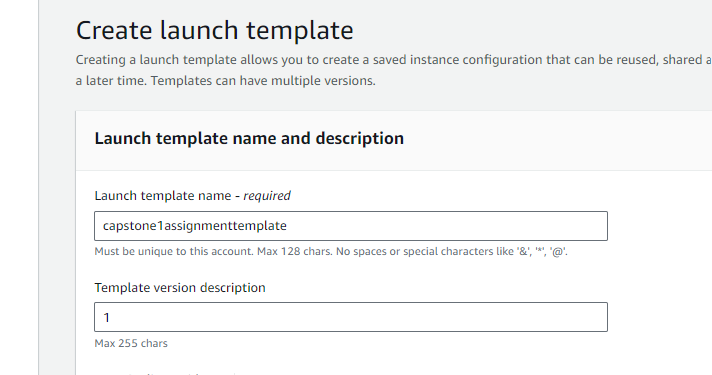 Create launch template
Creating a launch template allows you to create a saved instance configuration that can be reused, shared a
a later time. Templates can have multiple versions.
Launch template name and description
Launch template name - required
capstone1assignmenttemplate
Must be unique to this account. Max 128 chars. No spaces or special characters like '&', '*', '@'.
Template version description
1
Max 255 chars